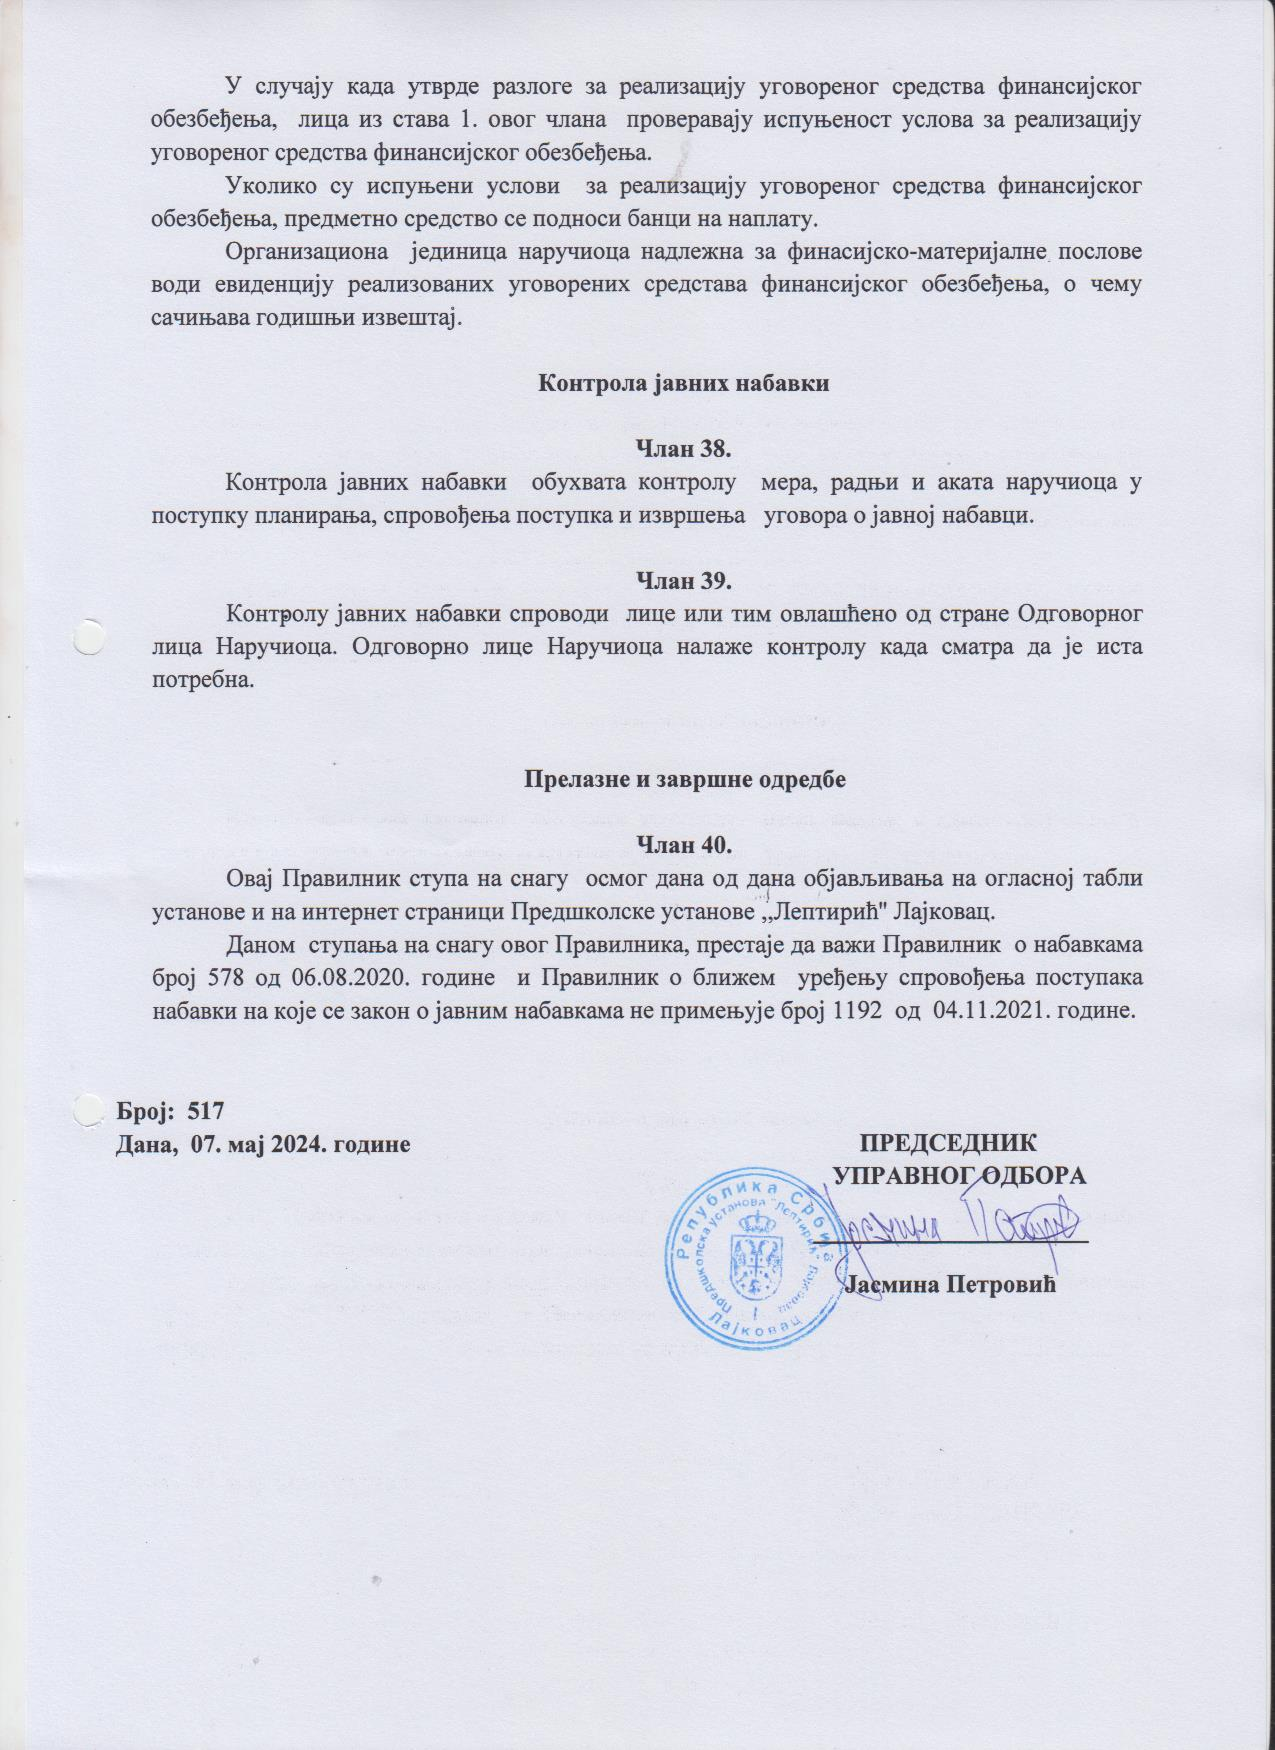 У случају када утврде разлоге за реализацију уговореног средства финансијског
обезбеђења, лица из става 1. овог члана проверавају испуњеност услова за реализацију
уговореног средства финансијског обезбеђења.
Уколико су испуњени услови за реализацију уговореног средства финансијског
обезбеђења, предметно средство се подноси банци на наплату.
Организациона јединица наручиоца надлежна за финасијско-материјалне послове
води евиденцију реализованих уговорених средстава финансијског обезбеђења, о чему
сачињава годишњи извештај.
Контрола јавних набавки
Члан 38.
Контрола јавних набавки обухвата контролу мера, радњи и аката наручиоца у
поступку планирања, спровођења поступка и извршења уговора о јавној набавци.
Члан 39.
Контролу јавних набавки спроводи лице или тим овлашћено од стране Одговорног
лица Наручиоца. Одговорно лице Наручиоца налаже контролу када сматра да је иста
потребна.
Прелазне и завршне одредбе
Члан 40.
Овај Правилник ступа на снагу осмог дана од дана објављивања на огласној табли
установе и на интернет страници Предшколске установе ,,Лептирић" Лајковац.
Даном ступања на снагу овог Правилника, престаје да важи Правилник о набавкама
број 578 од 06.08.2020. године и Правилник о ближем уређењу спровођења поступака
набавки на које се закон о јавним набавкама не примењује број 1192 од 04.11.2021. године.
Број: 517
Дана, 07. мај 2024. године
ПРЕДСЕДНИК
УПРАВНОГ ОДБОРА
Република Србија
Предшколска установа "Лептирић" Лајковац
Лајковац
I
Јасмина Петровић
Јасмина Петровић